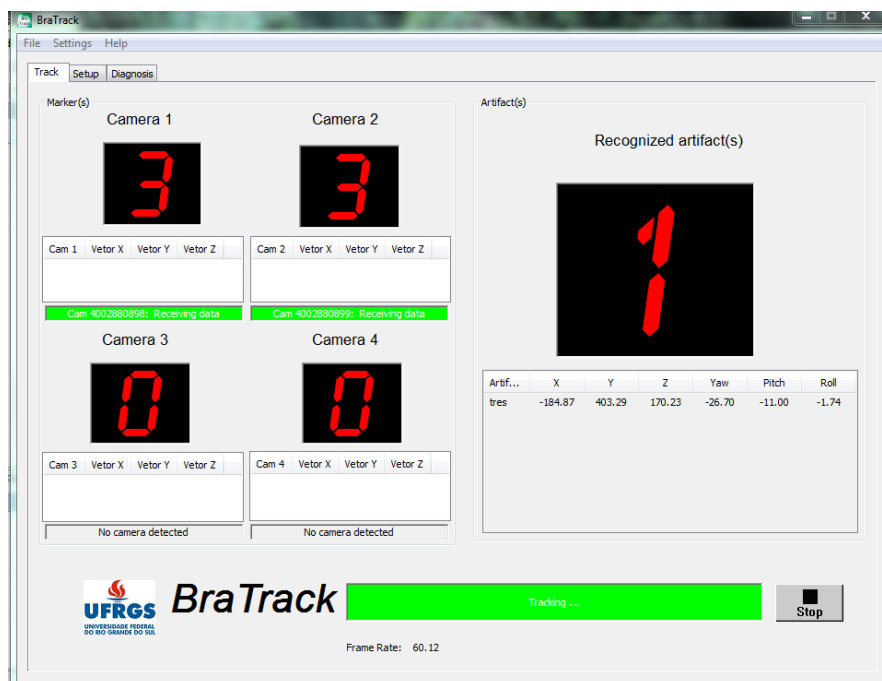 BraTrack
File Settings Help
Track Setup Diagnosis
Marker(s)
Camera 1
3
Cam 1 Vetor X Vetor Y Vetor Z
Cam 4002880898: Receiving data
Camera 2
3
Cam 2 Vetor X Vetor Y Vetor Z
Cam 4002880899: Receiving data
Camera 3
0
Cam 3 Vetor X Vetor Y Vetor Z
No camera detected
Camera 4
0
Cam 4 Vetor X Vetor Y Vetor Z
No camera detected
Artifact(s)
Recognized artifact(s)
1
Artif... X Y Z Yaw Pitch Roll
tres -184.87 403.29 170.23 -26.70 -11.00 -1.74
UFRGS
UNIVERSIDADE FEDERAL
DO RIO GRANDE DO SUL
BraTrack
Tracking ...
Stop
Frame Rate: 60.12